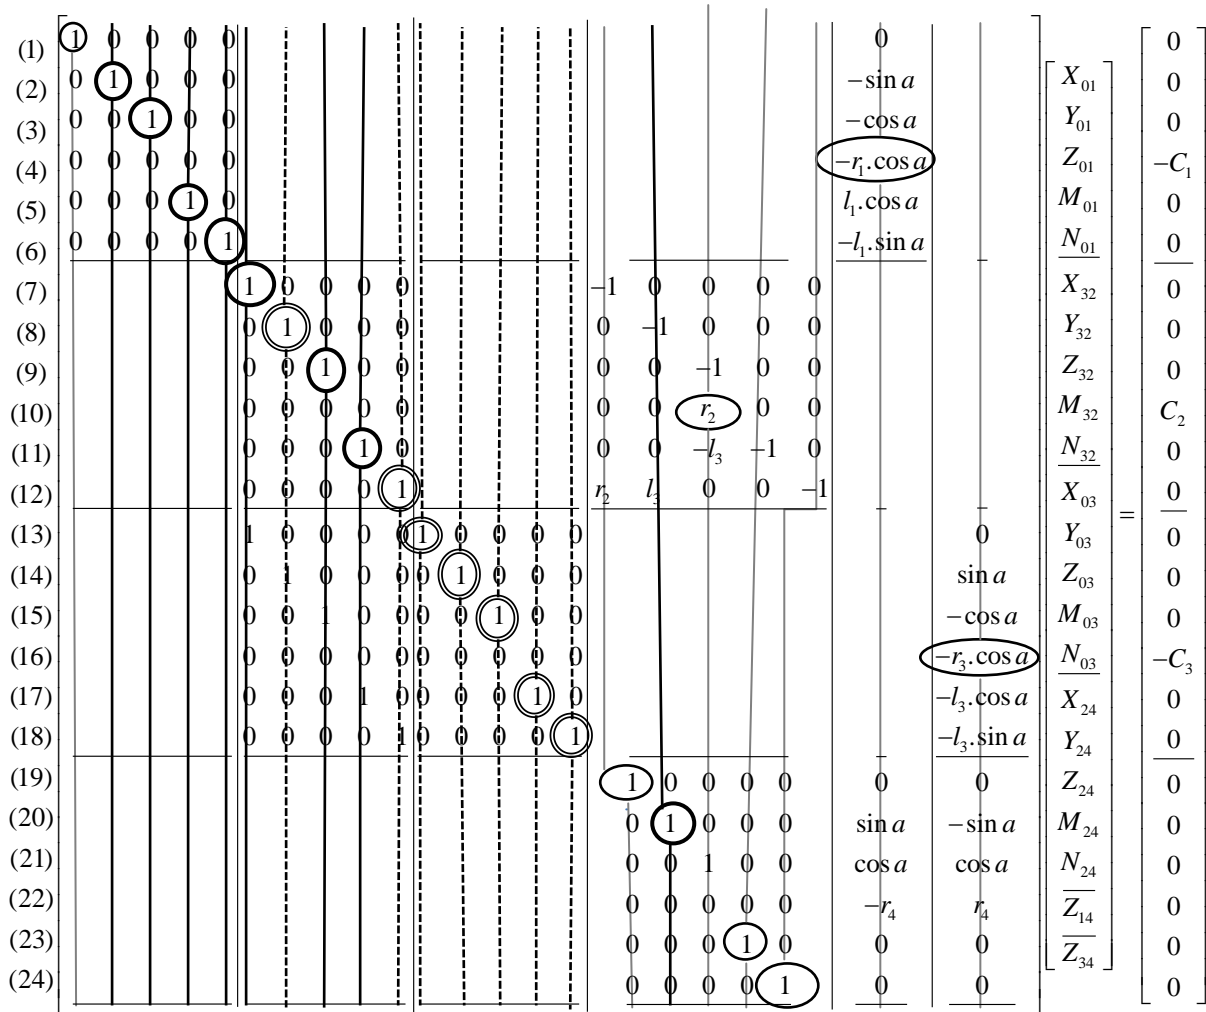 (1) 1 0 0 0 0 0 0
(2) 0 1 0 0 0 −sin a X₀₁ 0
(3) 0 0 1 0 0 −cos a Y₀₁ 0
(4) 0 0 0 0 0 −r₁.cos a Z₀₁ −C₁
(5) 0 0 0 1 0 l₁.cos a M₀₁ 0
(6) 0 0 0 0 1 −l₁.sin a N₀₁ 0
(7) 1 0 0 0 0 −1 0 0 0 0 X₃₂ 0
(8) 0 1 0 0 0 0 −1 0 0 0 Y₃₂ 0
(9) 0 0 1 0 0 0 0 −1 0 0 Z₃₂ 0
(10) 0 0 0 0 0 0 0 r₂ 0 0 M₃₂ C₂
(11) 0 0 0 1 0 0 0 −l₃ −1 0 N₃₂ 0
(12) 0 0 0 0 1 r₂ l₃ 0 0 −1 X₀₃ 0
(13) 1 0 0 0 0 1 0 0 0 0 0 Y₀₃ = 0
(14) 0 1 0 0 0 0 1 0 0 0 sin a Z₀₃ 0
(15) 0 0 1 0 0 0 0 1 0 0 −cos a M₀₃ 0
(16) 0 0 0 0 0 0 0 0 0 0 −r₃.cos a N₀₃ −C₃
(17) 0 0 0 1 0 0 0 0 1 0 −l₃.cos a X₂₄ 0
(18) 0 0 0 0 1 0 0 0 0 1 −l₃.sin a Y₂₄ 0
(19) 1 0 0 0 0 0 0 Z₂₄ 0
(20) 0 1 0 0 0 sin a −sin a M₂₄ 0
(21) 0 0 1 0 0 cos a cos a N₂₄ 0
(22) 0 0 0 0 0 −r₄ r₄ Z₁₄ 0
(23) 0 0 0 1 0 0 0 Z₃₄ 0
(24) 0 0 0 0 1 0 0 0